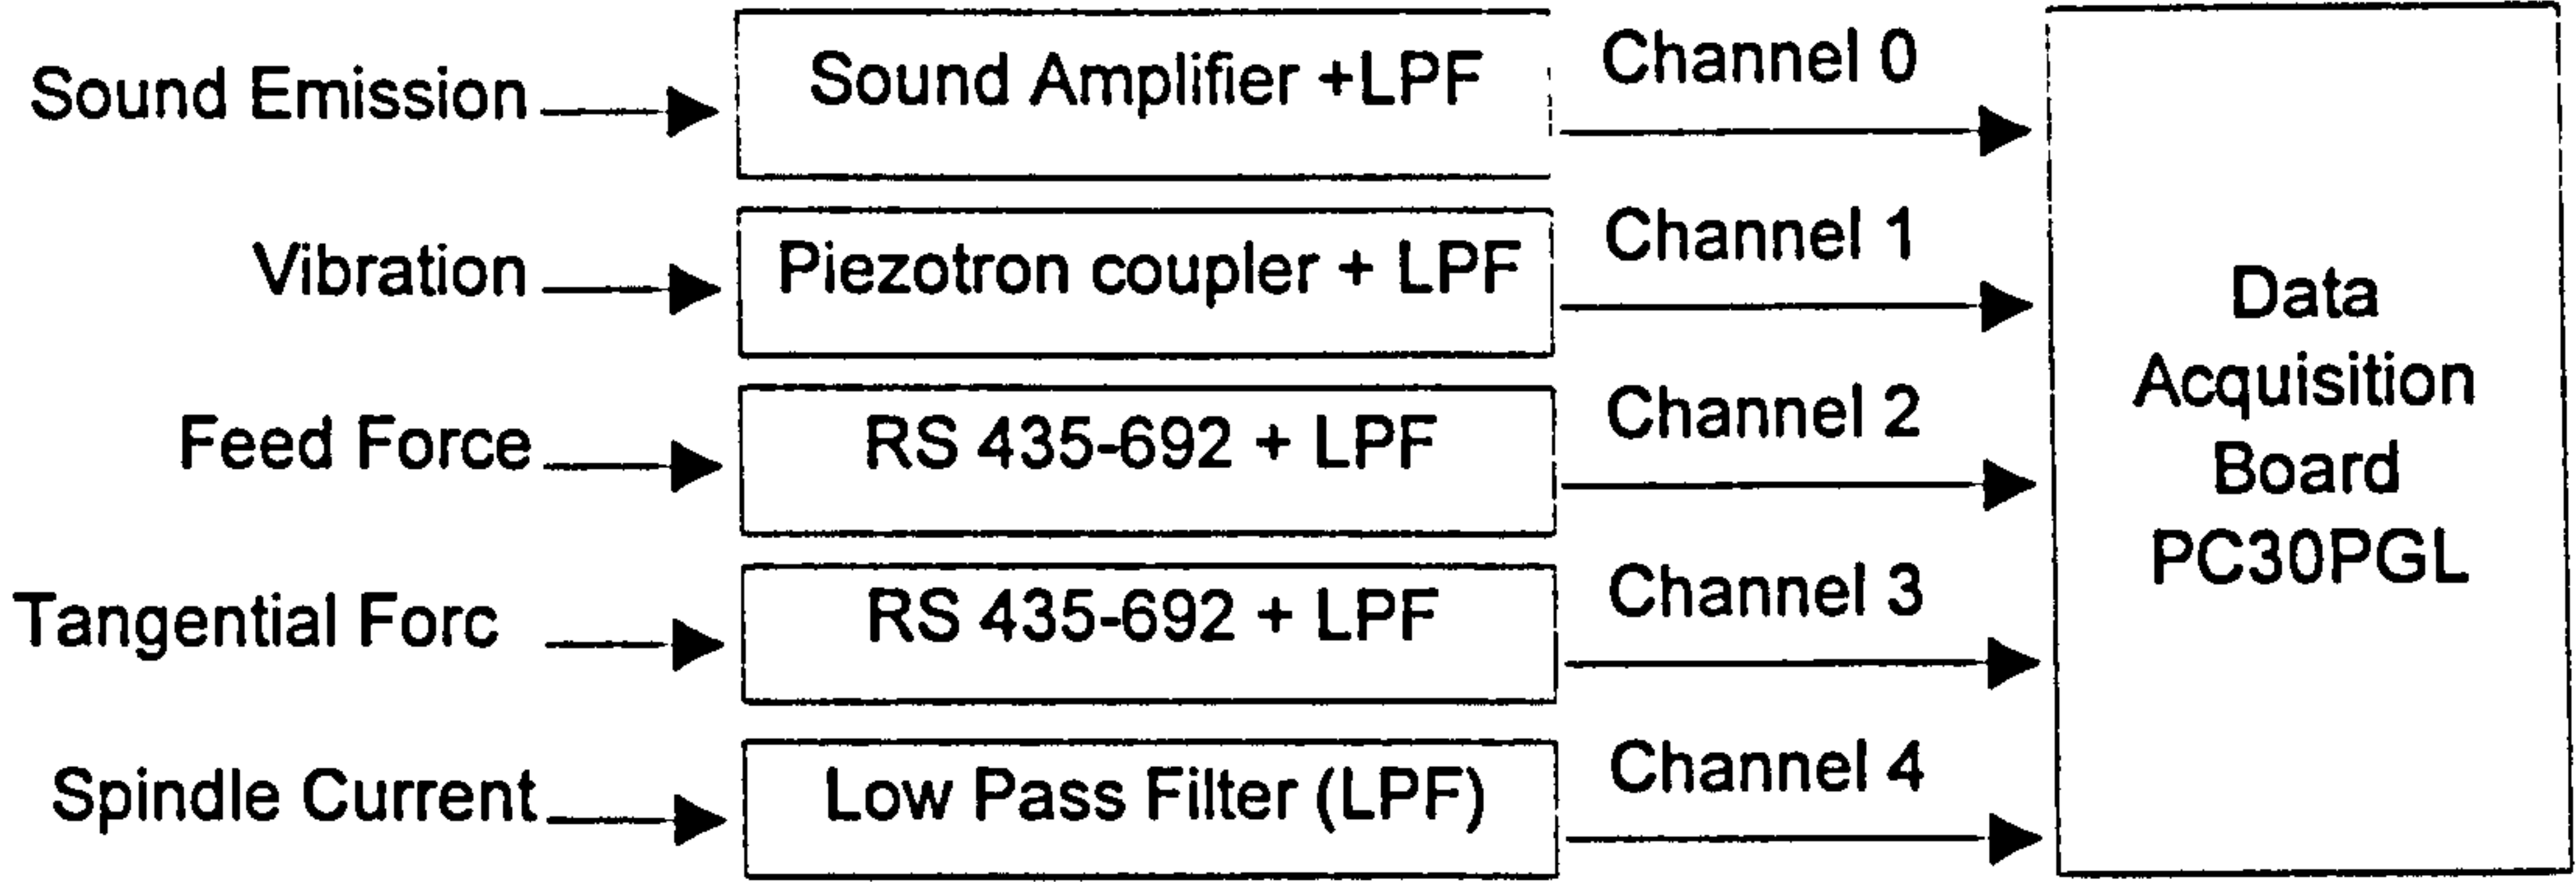 Sound Emission
Sound Amplifier +LPF
Channel 0
Vibration
Piezotron coupler + LPF
Channel 1
Feed Force
RS 435-692 + LPF
Channel 2
Tangential Forc
RS 435-692 + LPF
Channel 3
Spindle Current
Low Pass Filter (LPF)
Channel 4
Data
Acquisition
Board
PC30PGL